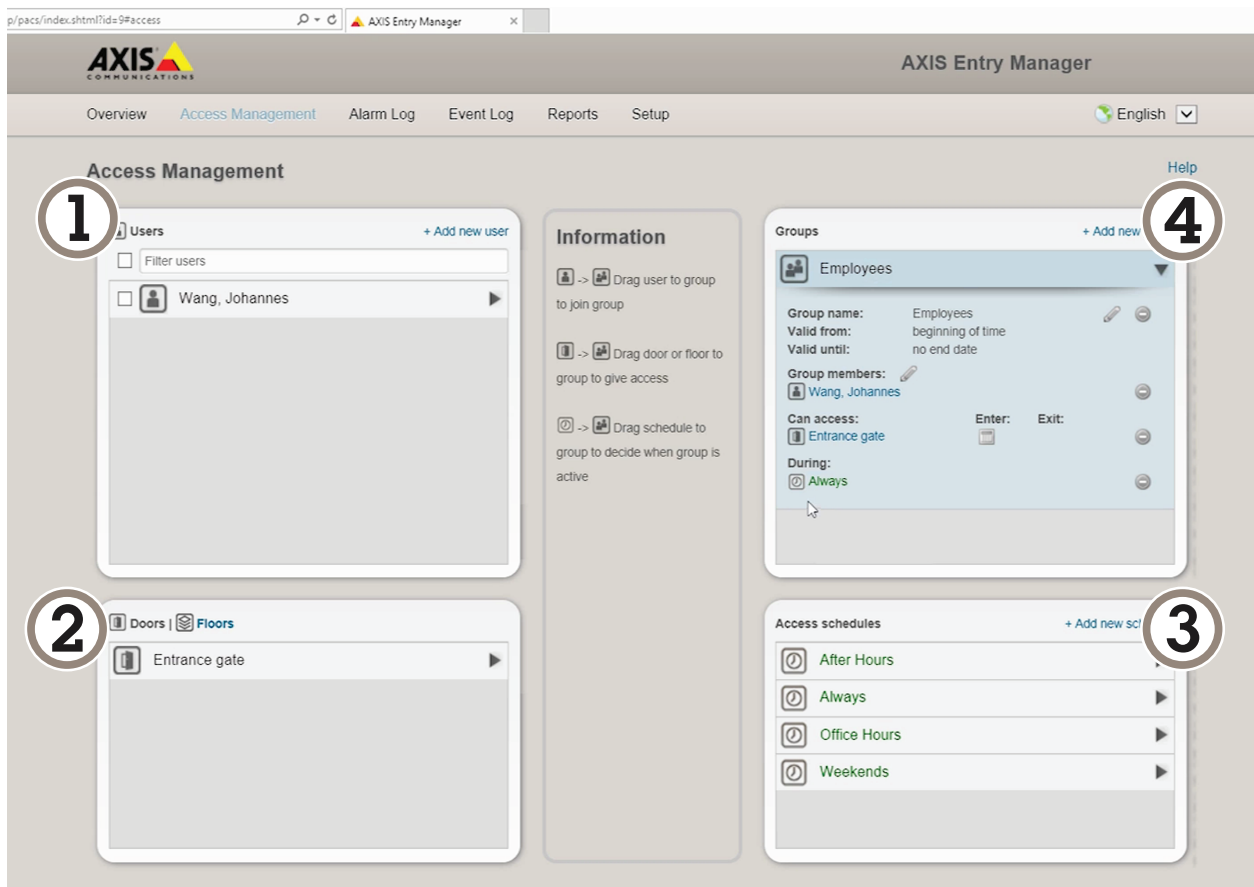 p/pacs/index.shtml?id=9#access
AXIS Entry Manager
AXIS
COMMUNICATIONS
AXIS Entry Manager
Overview Access Management Alarm Log Event Log Reports Setup
English
Access Management
Help
1
Users
+ Add new user
Filter users
Wang, Johannes
Information
-> Drag user to group
to join group
-> Drag door or floor to
group to give access
-> Drag schedule to
group to decide when group is
active
4
Groups
+ Add new
Employees
Group name: Employees
Valid from: beginning of time
Valid until: no end date
Group members:
Wang, Johannes
Can access: Enter: Exit:
Entrance gate
During:
Always
2
Doors | Floors
Entrance gate
3
Access schedules
+ Add new
After Hours
Always
Office Hours
Weekends